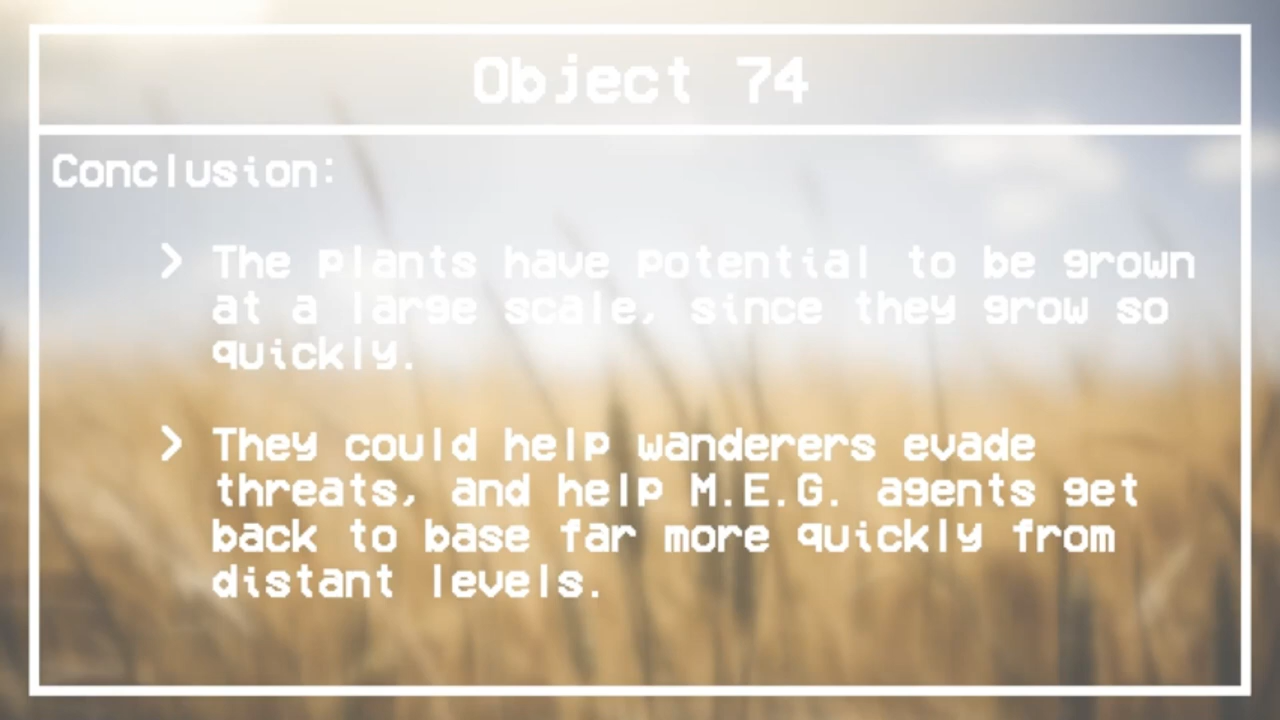 Object 74
Conclusion:
> The plants have potential to be grown
at a large scale, since they grow so
quickly.
> They could help wanderers evade
threats, and help M.E.G. agents get
back to base far more quickly from
distant levels.